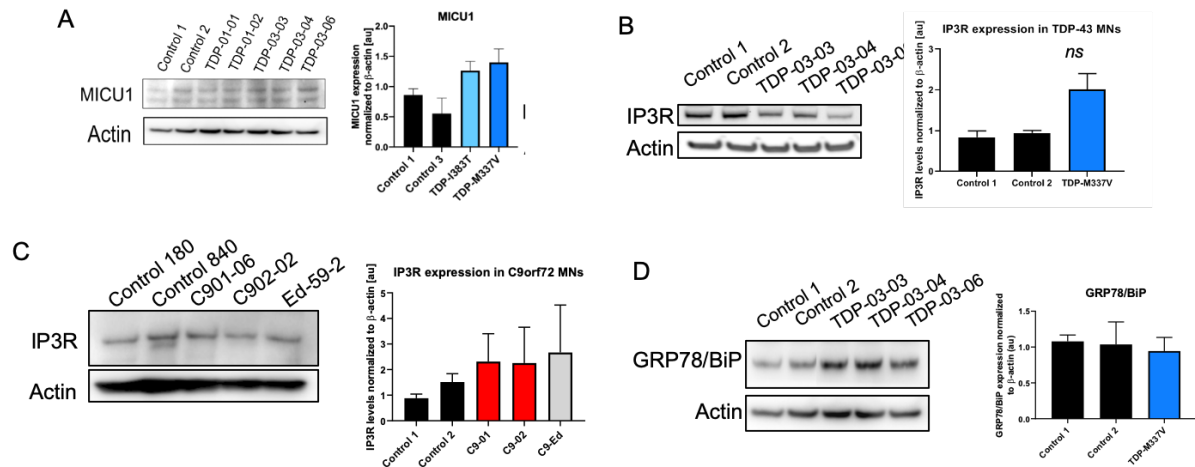 A
Control 1
Control 2
TDP-01-01
TDP-01-02
TDP-03-03
TDP-03-04
TDP-03-06
MICU1
Actin
MICU1
MICU1 expression
normalized to β-actin [au]
2.0
1.5
1.0
0.5
0.0
Control 1
Control 3
TDP-I383T
TDP-M337V
B
Control 1
Control 2
TDP-03-03
TDP-03-04
IP3R
Actin
IP3R expression in TDP-43 MNs
ns
IP3R levels normalized to β-actin [au]
3
2
1
0
Control 1
Control 2
TDP-M337V
C
Control 180
Control 840
C901-06
C902-02
Ed-59-2
IP3R
Actin
IP3R expression in C9orf72 MNs
IP3R levels normalized to β-actin [au]
5
4
3
2
1
0
Control 1
Control 2
C9-01
C9-02
C9-Ed
D
Control 1
Control 2
TDP-03-03
TDP-03-04
TDP-03-06
GRP78/BiP
Actin
GRP78/BiP
GRP78/BiP expression normalized
to β-actin (au)
1.5
1.0
0.5
0.0
Control 1
Control 2
TDP-M337V